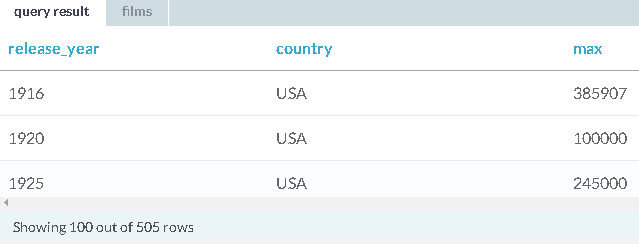 query result films
release_year country max
1916 USA 385907
1920 USA 100000
1925 USA 245000
Showing 100 out of 505 rows